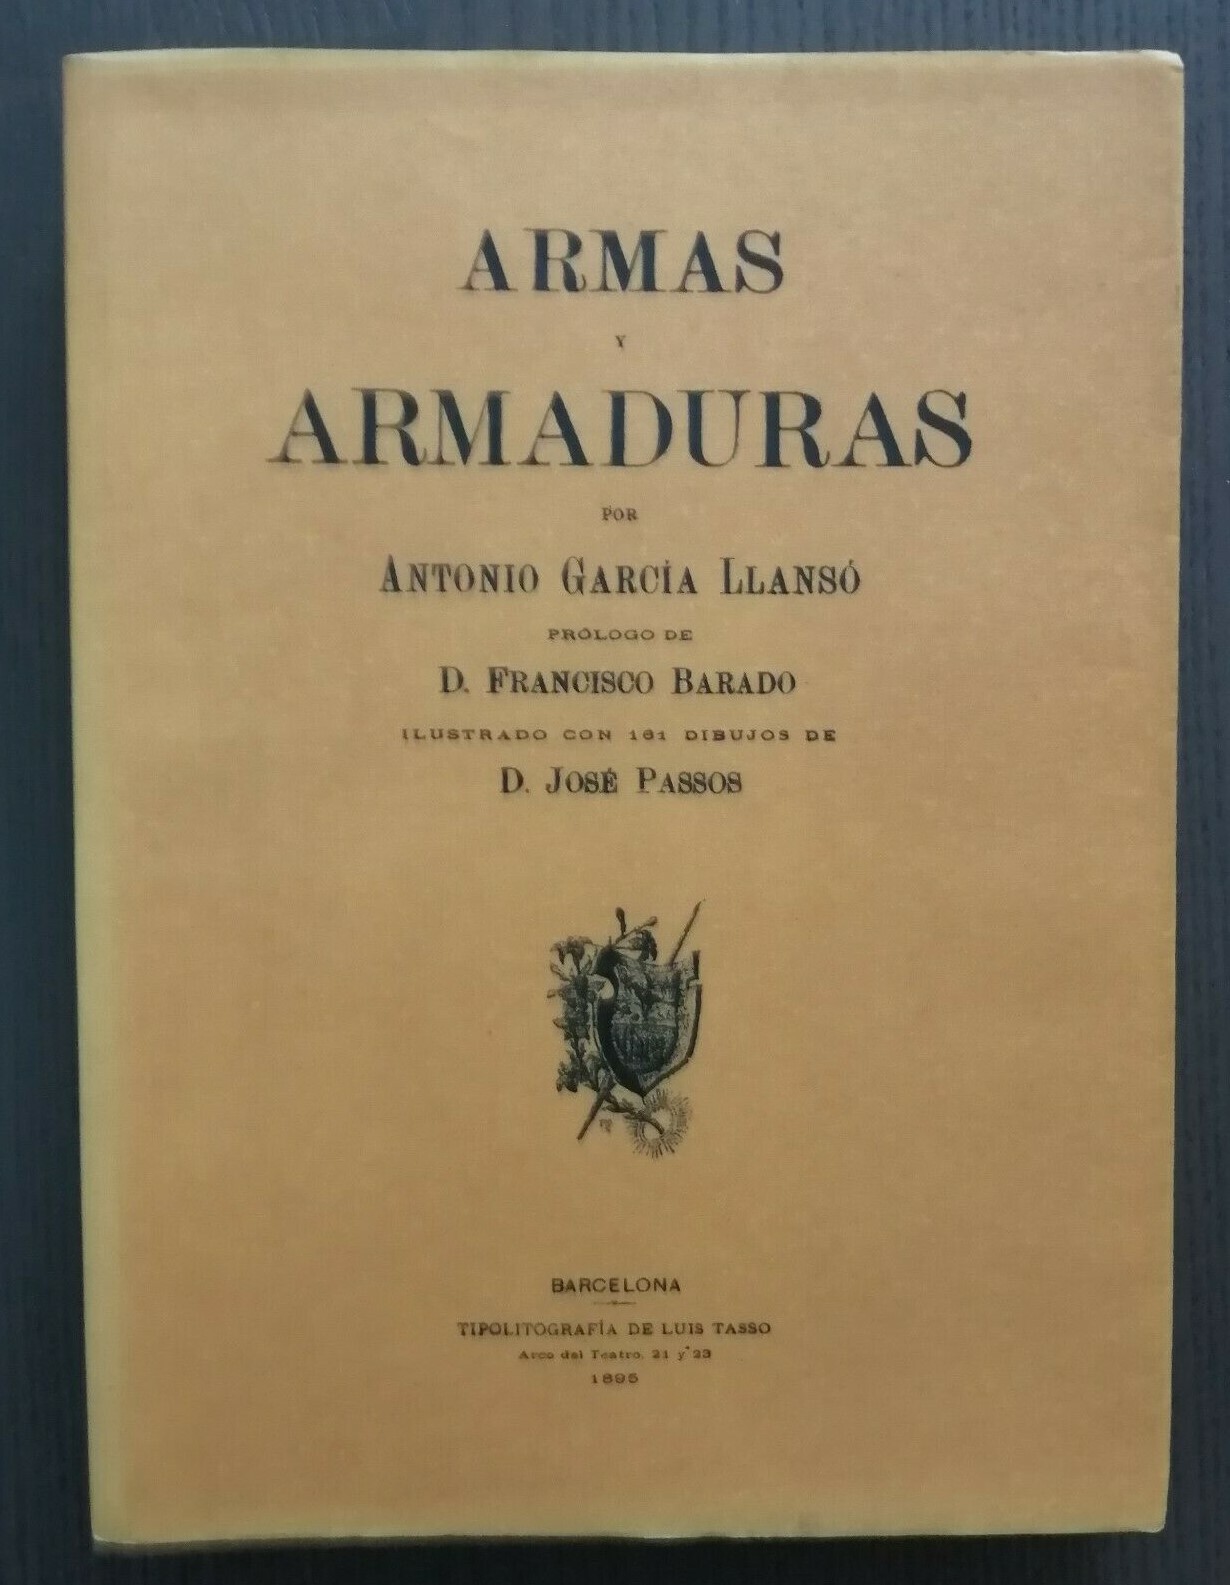 ARMAS
Y
ARMADURAS
POR
ANTONIO GARCÍA LLANSÓ
PRÓLOGO DE
D. FRANCISCO BARADO
ILUSTRADO CON 161 DIBUJOS DE
D. JOSÉ PASSOS
BARCELONA
TIPOLITOGRAFÍA DE LUIS TASSO
Arco del Teatro, 21 y 23
1895